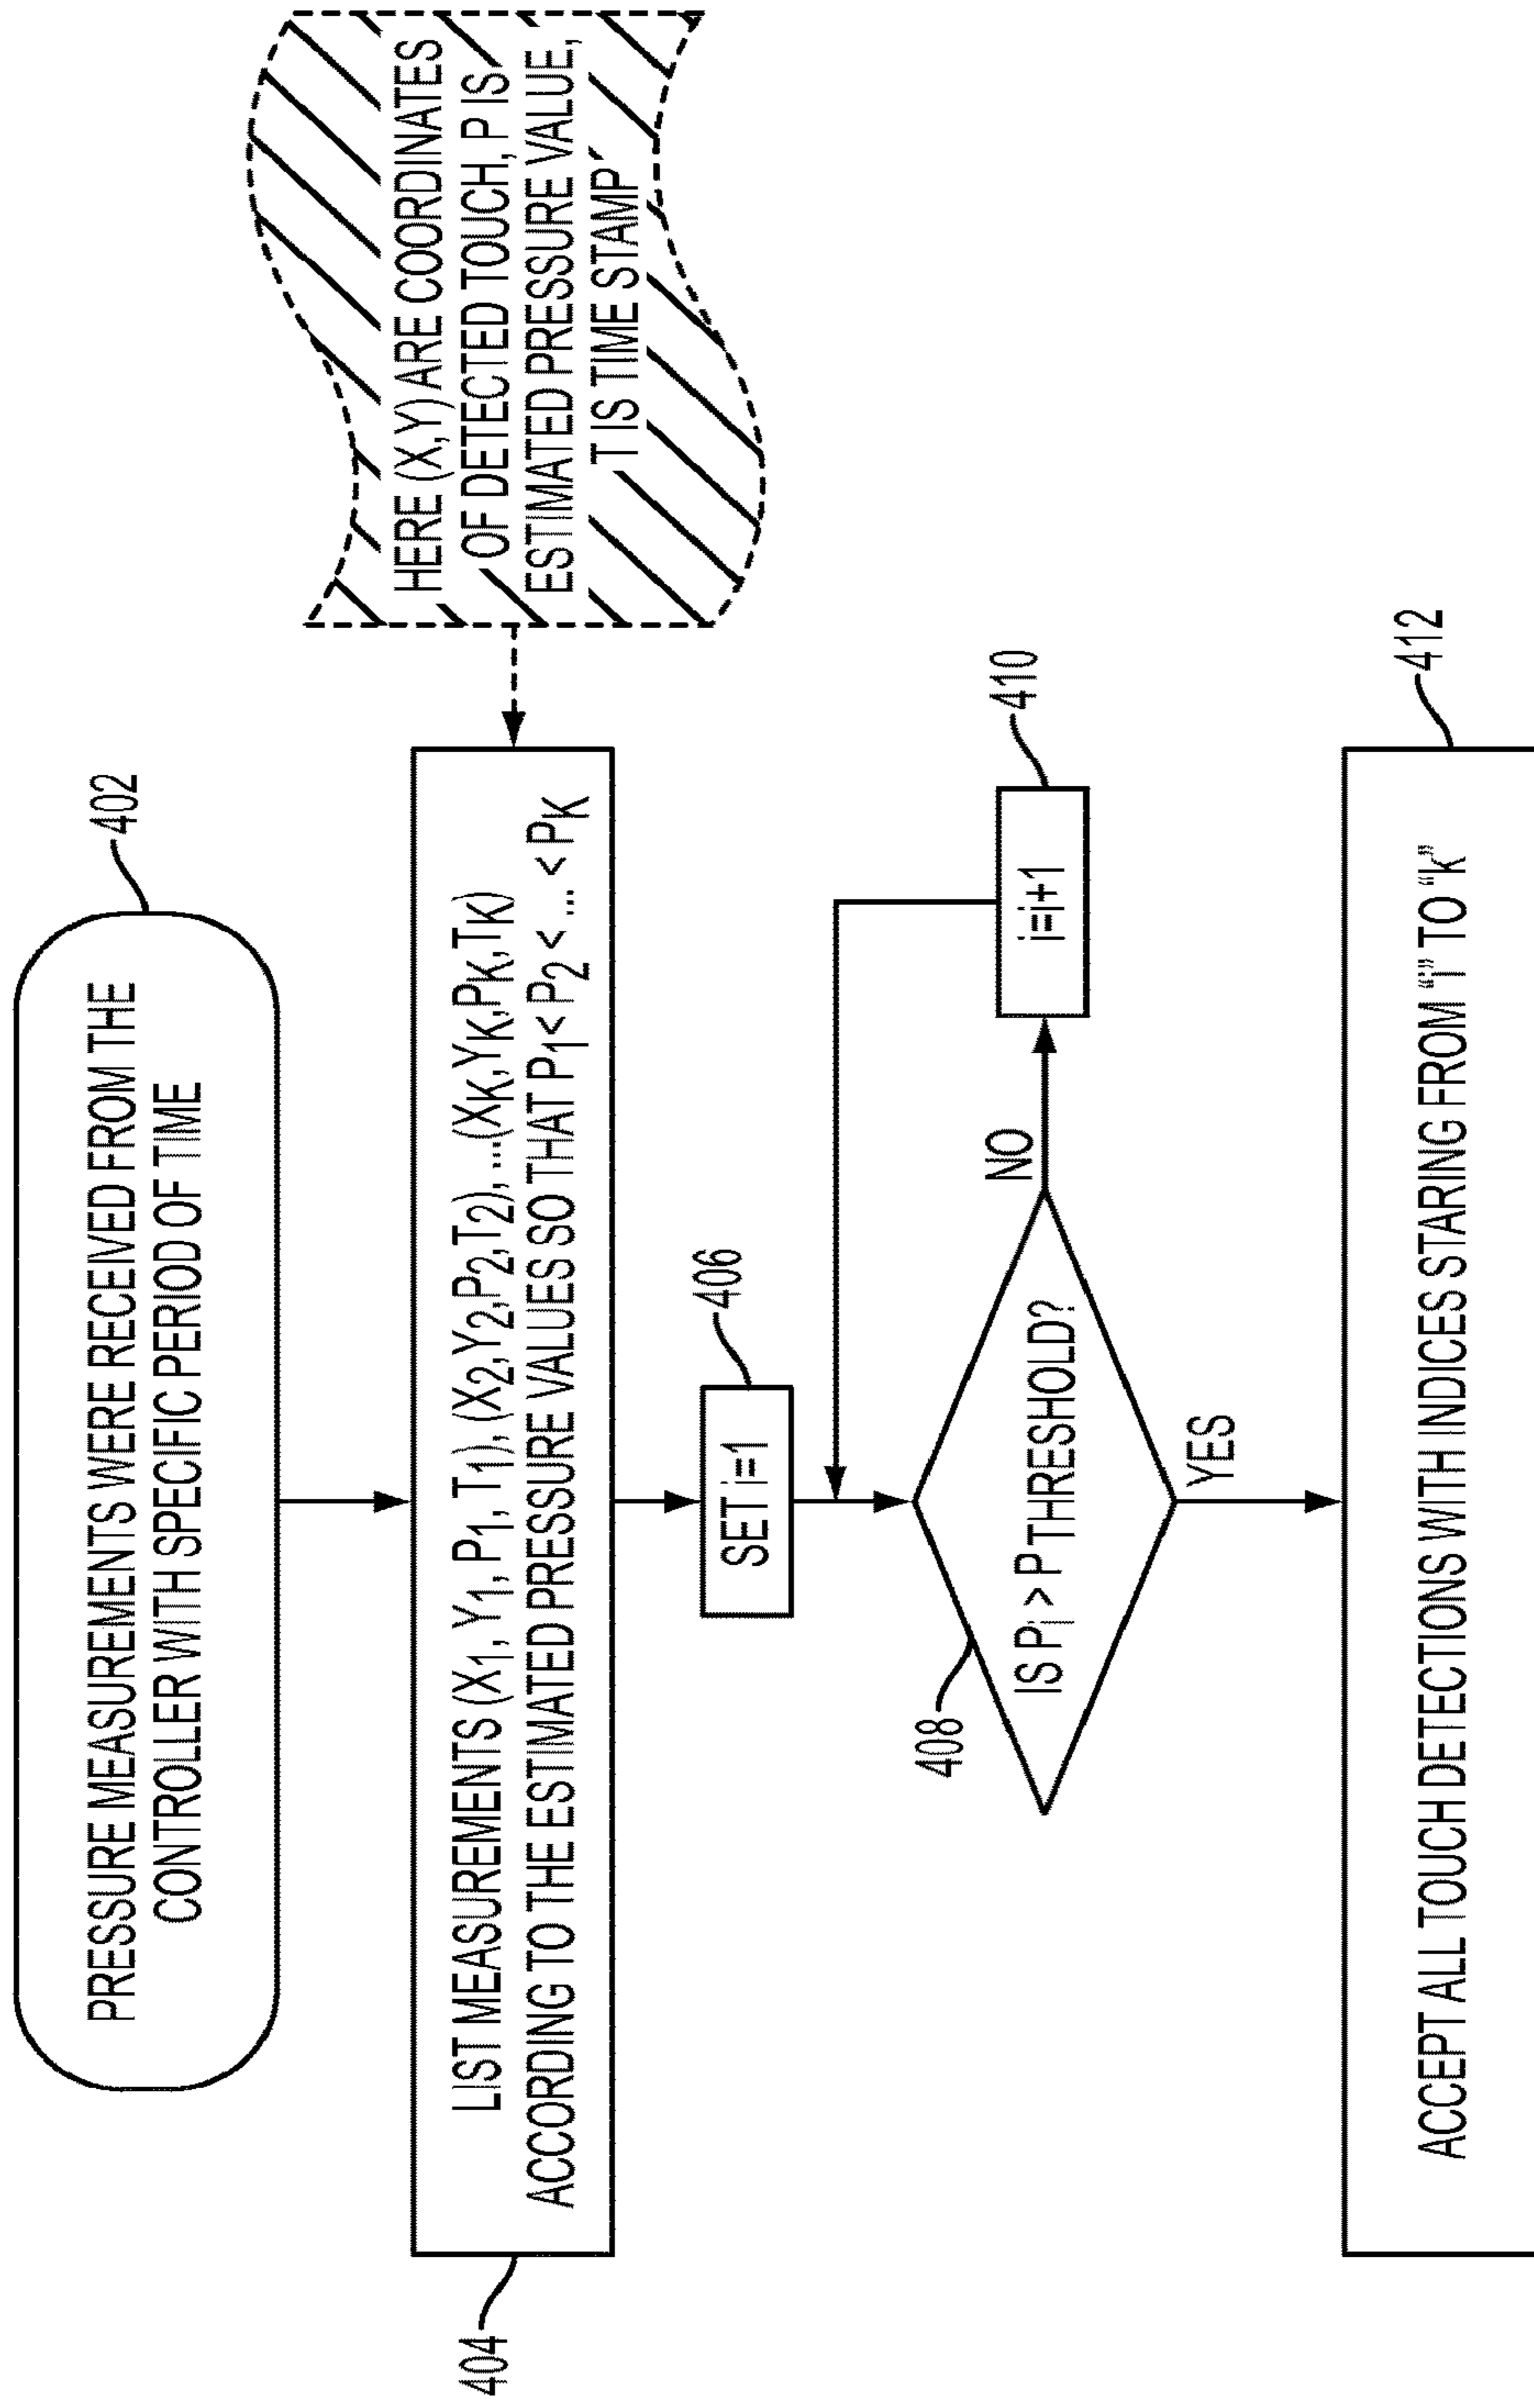 PRESSURE MEASUREMENTS WERE RECEIVED FROM THE
CONTROLLER WITH SPECIFIC PERIOD OF TIME
402
404
LIST MEASUREMENTS (X1, Y1, P1, T1), (X2,Y2,P2,T2), ...(XK,YK,PK,TK)
ACCORDING TO THE ESTIMATED PRESSURE VALUES SO THAT P1< P2 < ... < PK
HERE (X,Y) ARE COORDINATES
OF DETECTED TOUCH, P IS
ESTIMATED PRESSURE VALUE,
T IS TIME STAMP
SET i=1
406
408
IS Pi > P THRESHOLD?
NO
i=i+1
410
YES
412
ACCEPT ALL TOUCH DETECTIONS WITH INDICES STARING FROM "i" TO "k"